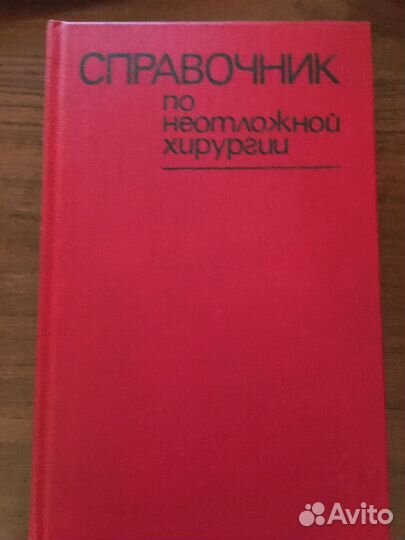 СПРАВОЧНИК
по
неотложной
хирургии
Avito